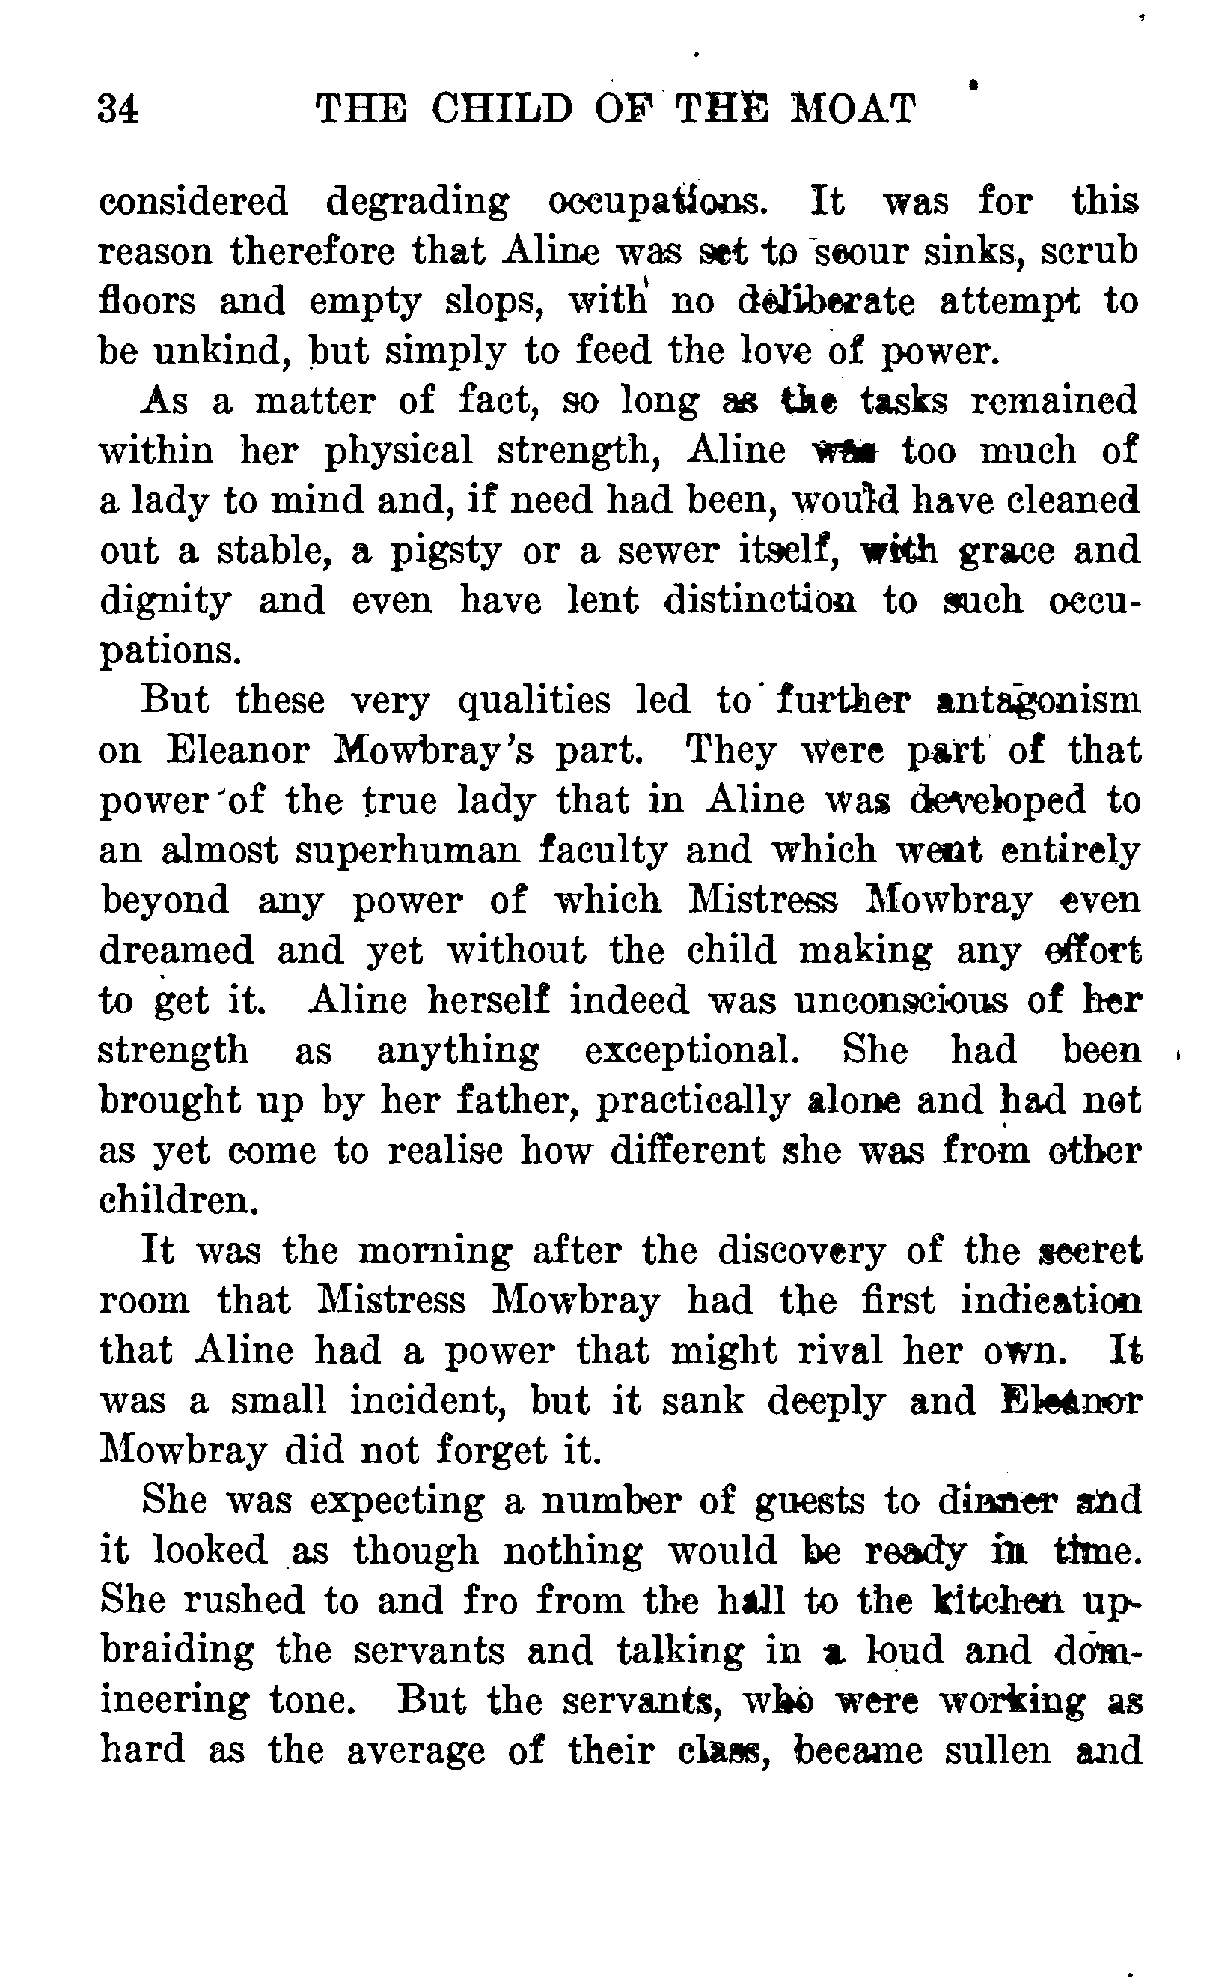 34 THE CHILD OF THE MOAT
considered degrading occupations. It was for this
reason therefore that Aline was set to scour sinks, scrub
floors and empty slops, with no deliberate attempt to
be unkind, but simply to feed the love of power.
As a matter of fact, so long as the tasks remained
within her physical strength, Aline was too much of
a lady to mind and, if need had been, would have cleaned
out a stable, a pigsty or a sewer itself, with grace and
dignity and even have lent distinction to such occu-
pations.
But these very qualities led to further antagonism
on Eleanor Mowbray's part. They were part of that
power of the true lady that in Aline was developed to
an almost superhuman faculty and which went entirely
beyond any power of which Mistress Mowbray even
dreamed and yet without the child making any effort
to get it. Aline herself indeed was unconscious of her
strength as anything exceptional. She had been
brought up by her father, practically alone and had not
as yet come to realise how different she was from other
children.
It was the morning after the discovery of the secret
room that Mistress Mowbray had the first indication
that Aline had a power that might rival her own. It
was a small incident, but it sank deeply and Eleanor
Mowbray did not forget it.
She was expecting a number of guests to dinner and
it looked as though nothing would be ready in time.
She rushed to and fro from the hall to the kitchen up-
braiding the servants and talking in a loud and dom-
ineering tone. But the servants, who were working as
hard as the average of their class, became sullen and